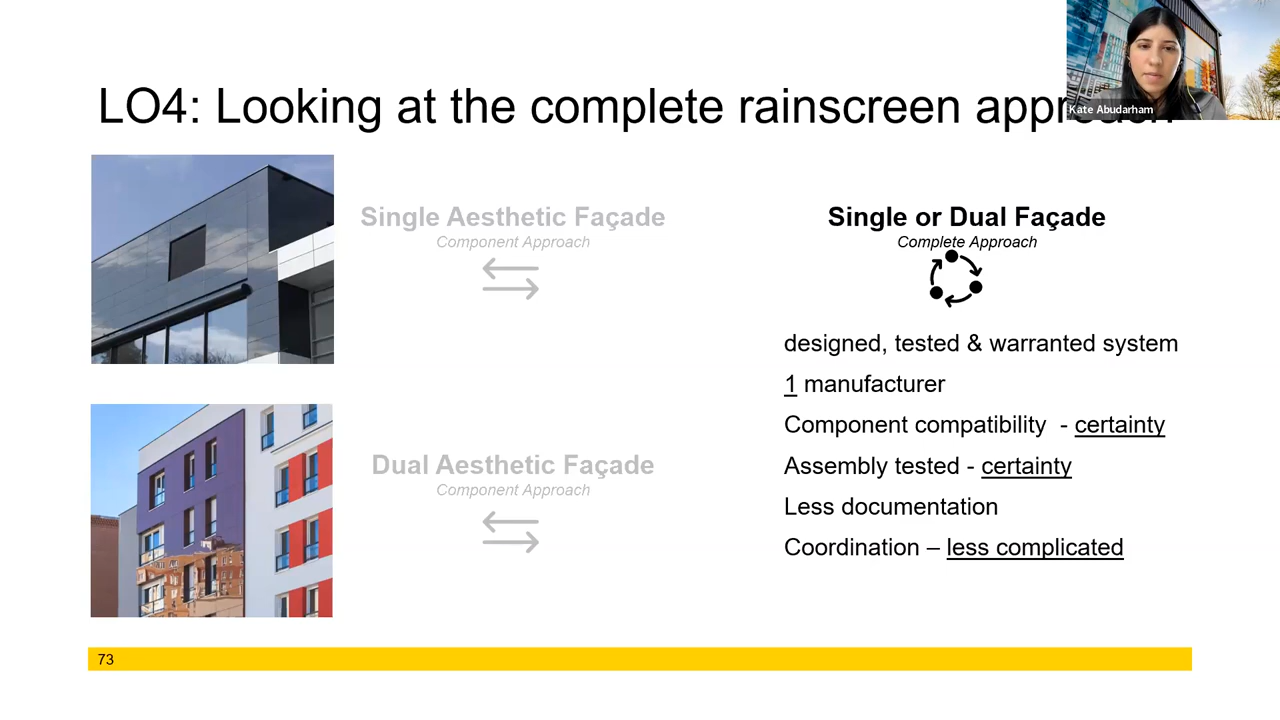 LO4: Looking at the complete rainscreen approach
Kate Abudarham
Single Aesthetic Façade
Component Approach
Single or Dual Façade
Complete Approach
designed, tested & warranted system
1 manufacturer
Component compatibility - certainty
Assembly tested - certainty
Less documentation
Coordination – less complicated
Dual Aesthetic Façade
Component Approach
73